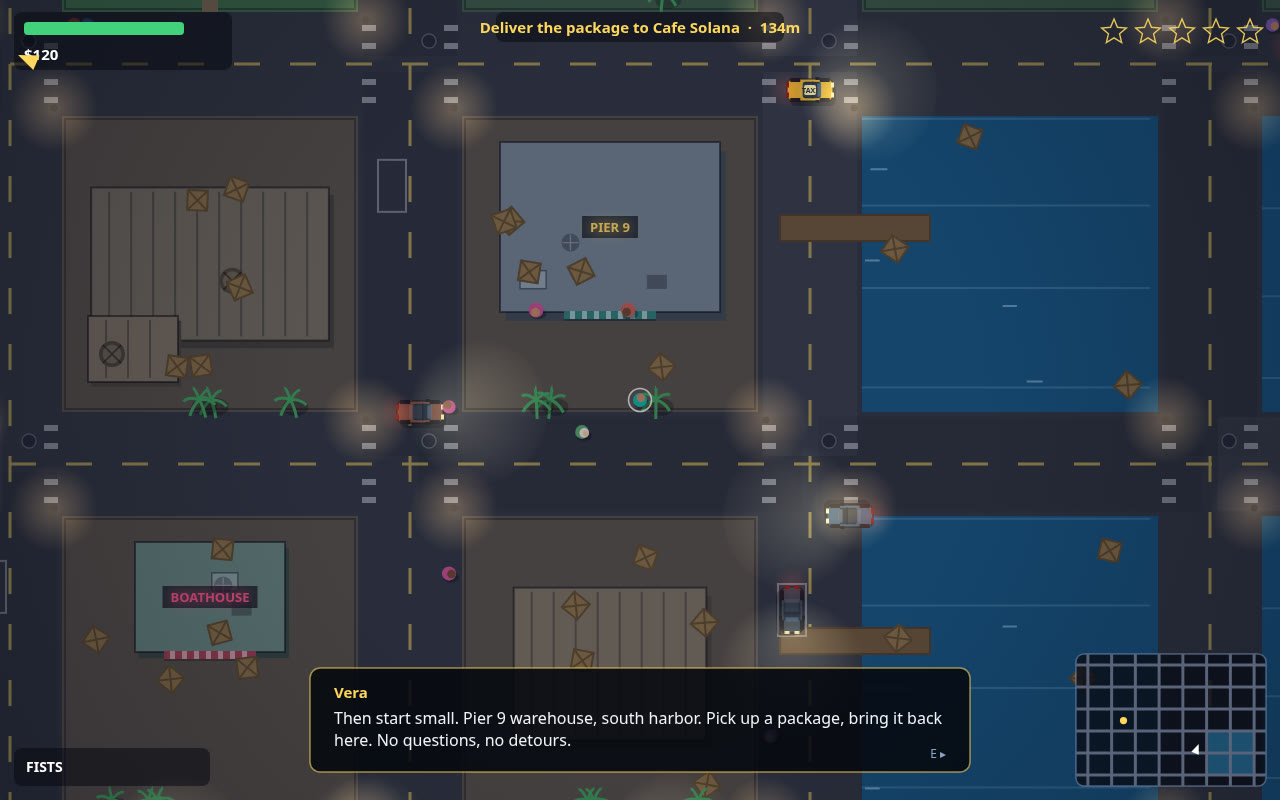 Deliver the package to Cafe Solana · 134m
$120
TAXI
PIER 9
BOATHOUSE
Vera
Then start small. Pier 9 warehouse, south harbor. Pick up a package, bring it back
here. No questions, no detours.
E ▸
FISTS